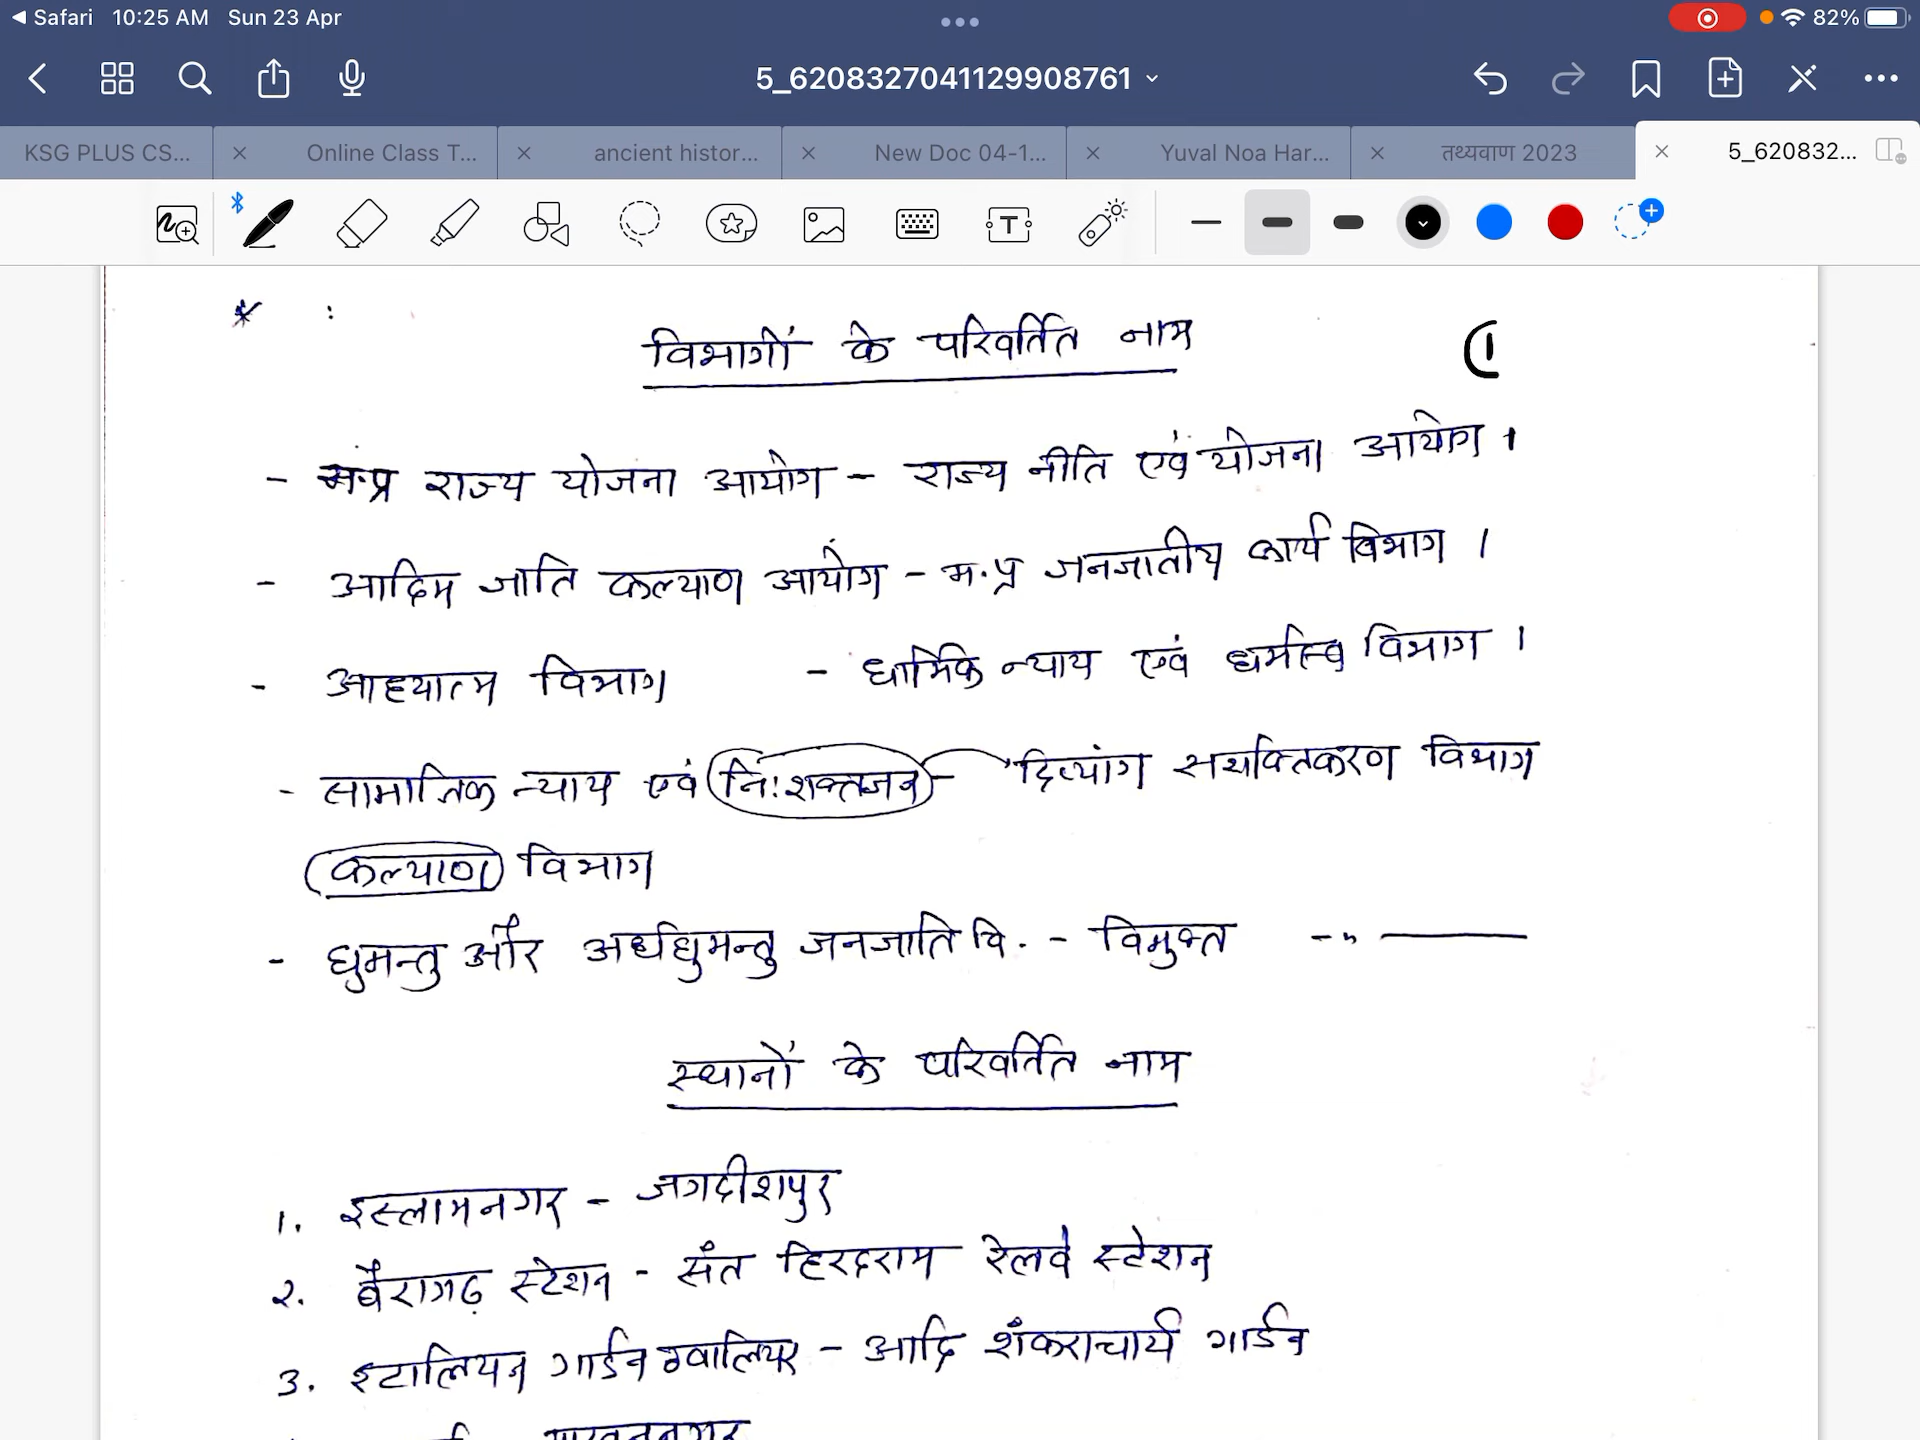 Safari 10:25 AM Sun 23 Apr 82%
5_6208327041129908761
KSG PLUS CS... Online Class T... ancient histor... New Doc 04-1... Yuval Noa Har... तथ्यवाण 2023 5_620832...
* :
विभागों के परिवर्तित नाम (1
- म.प्र राज्य योजना आयोग - राज्य नीति एवं योजना आयोग ।
- आदिम जाति कल्याण आयोग - म.प्र जनजातीय कार्य विभाग ।
- आध्यात्म विभाग - धार्मिक न्याय एवं धर्मस्व विभाग ।
- सामाजिक न्याय एवं नि:शक्तजन - दिव्यांग सशक्तिकरण विभाग
कल्याण विभाग
- घुमन्तु और अर्धघुमन्तु जनजाति वि. - विमुक्त -"-
स्थानों के परिवर्तित नाम
1. इस्लामनगर - जगदीशपुर
2. बैरागढ़ स्टेशन - संत हिरदाराम रेलवे स्टेशन
3. इटालियन गार्डन ग्वालियर - आदि शंकराचार्य गार्डन